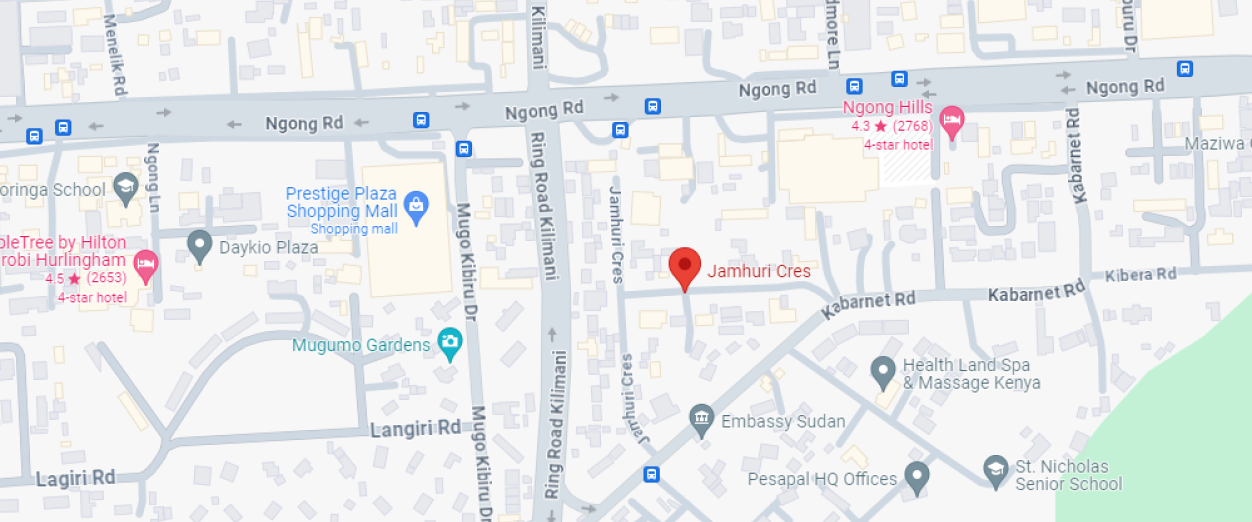 Menelik Rd
Kilimani
dmore Ln
ouru Dr
Ngong Rd
Ngong Rd
Ngong Rd
Ngong Rd
Ngong Hills
4.3 ★ (2768)
4-star hotel
Kabarnet Rd
Maziwa
oringa School
Ngong Ln
Prestige Plaza
Shopping Mall
Shopping mall
Ring Road Kilimani
Jamhuri Cres
Mugo Kibiru Dr
Daykio Plaza
bleTree by Hilton
robi Hurlingham
4.5 ★ (2653)
4-star hotel
Jamhuri Cres
Kibera Rd
Kabarnet Rd
Kabarnet Rd
Mugumo Gardens
Health Land Spa
& Massage Kenya
Ring Road Kilimani
Jamhuri Cres
Embassy Sudan
Langiri Rd
Mugo Kibiru Dr
Lagiri Rd
Pesapal HQ Offices
St. Nicholas
Senior School